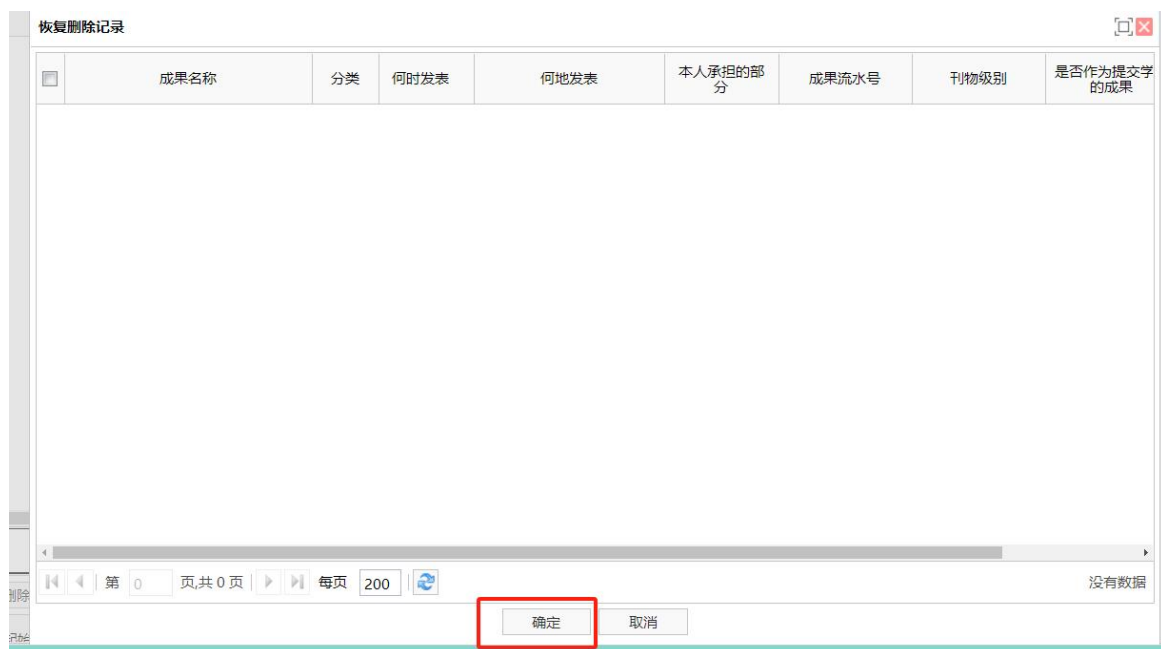 恢复删除记录
成果名称 分类 何时发表 何地发表 本人承担的部分 成果流水号 刊物级别 是否作为提交学的成果
第 0 页,共 0 页 每页 200 没有数据
删除
确定 取消